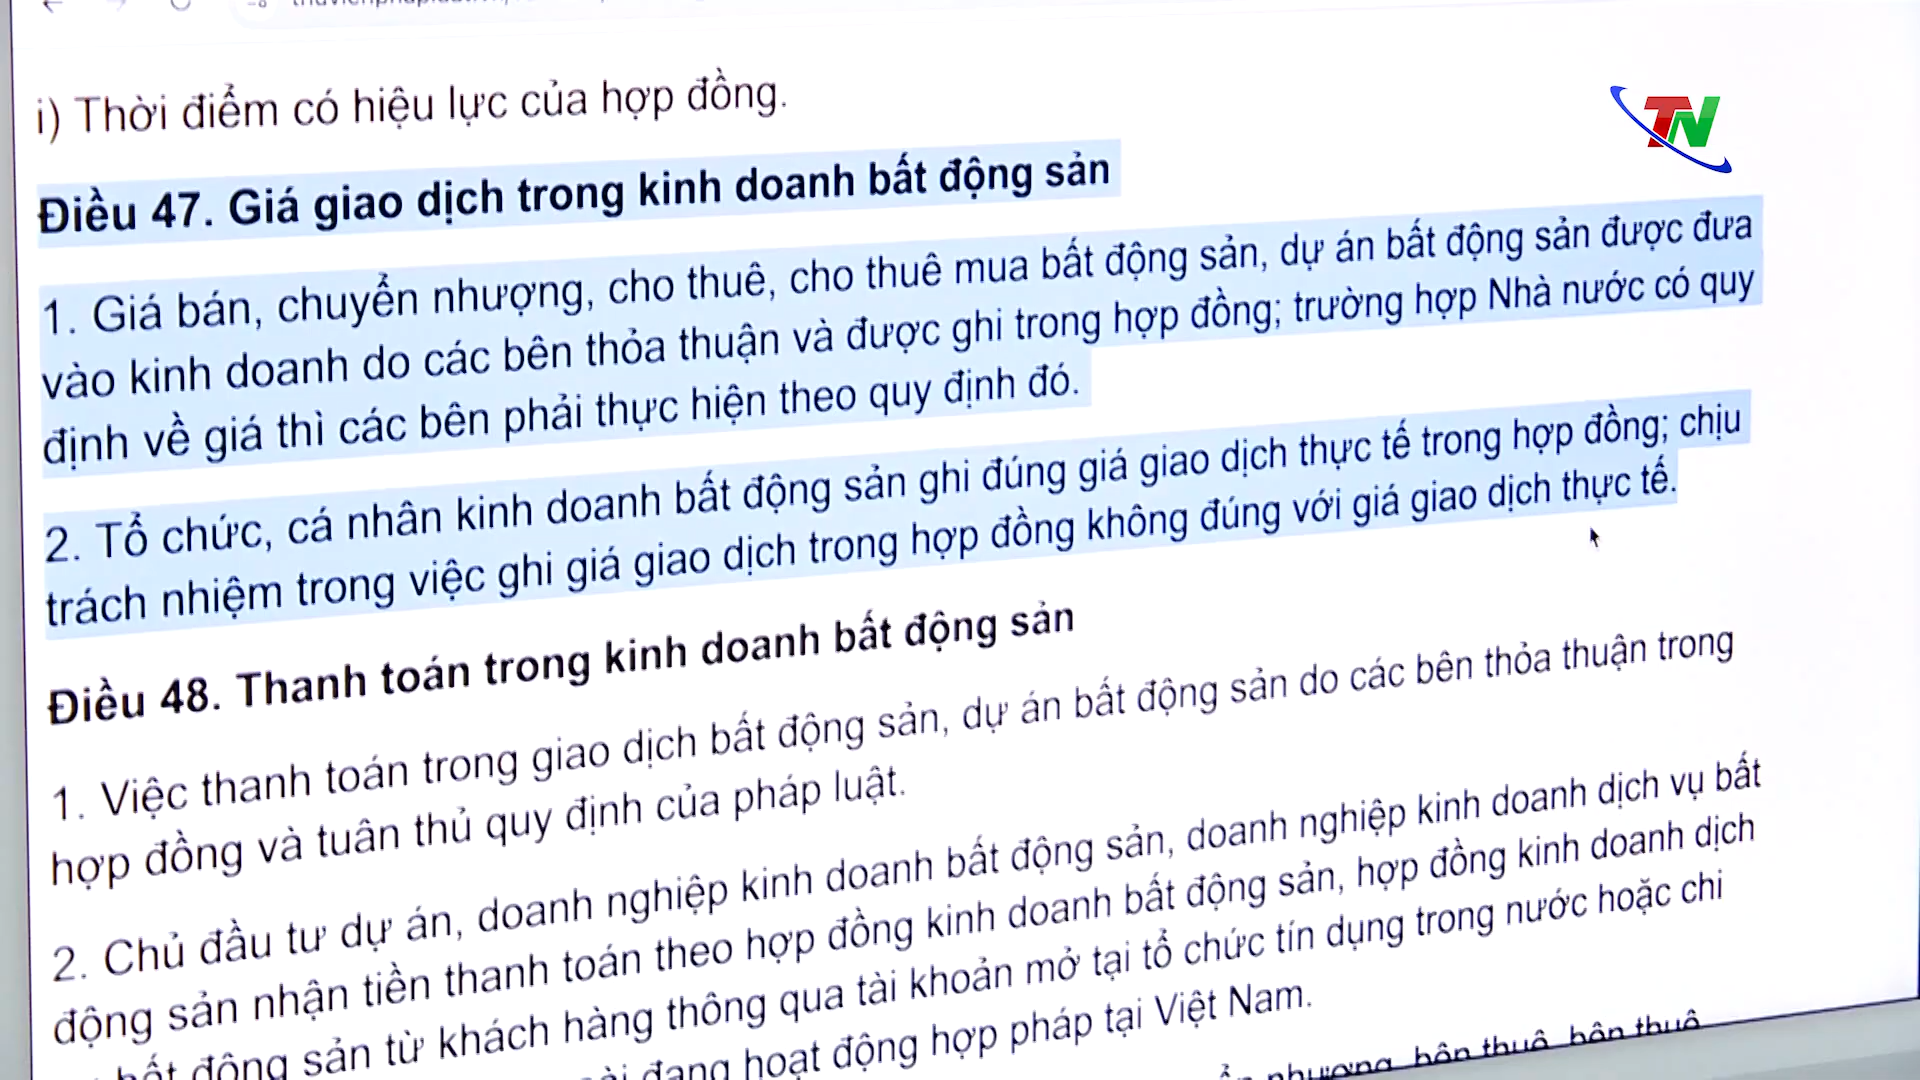 i) Thời điểm có hiệu lực của hợp đồng.
TN
Điều 47. Giá giao dịch trong kinh doanh bất động sản
1. Giá bán, chuyển nhượng, cho thuê, cho thuê mua bất động sản, dự án bất động sản được đưa
vào kinh doanh do các bên thỏa thuận và được ghi trong hợp đồng; trường hợp Nhà nước có quy
định về giá thì các bên phải thực hiện theo quy định đó.
2. Tổ chức, cá nhân kinh doanh bất động sản ghi đúng giá giao dịch thực tế trong hợp đồng; chịu
trách nhiệm trong việc ghi giá giao dịch trong hợp đồng không đúng với giá giao dịch thực tế.
Điều 48. Thanh toán trong kinh doanh bất động sản
1. Việc thanh toán trong giao dịch bất động sản, dự án bất động sản do các bên thỏa thuận trong
hợp đồng và tuân thủ quy định của pháp luật.
2. Chủ đầu tư dự án, doanh nghiệp kinh doanh bất động sản, doanh nghiệp kinh doanh dịch vụ bất
động sản nhận tiền thanh toán theo hợp đồng kinh doanh bất động sản, hợp đồng kinh doanh dịch
bất động sản từ khách hàng thông qua tài khoản mở tại tổ chức tín dụng trong nước hoặc chi
đang hoạt động hợp pháp tại Việt Nam.
nhượng, bên thuê, bên thuê